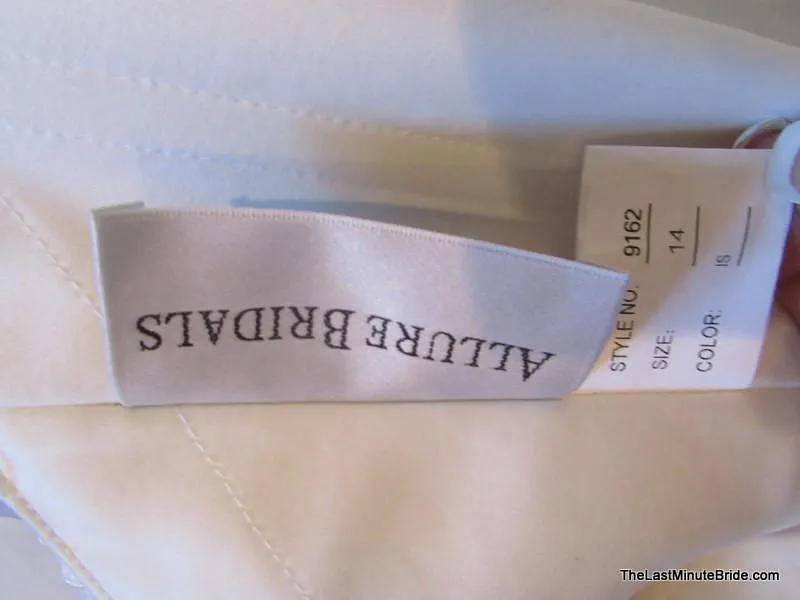 ALLURE BRIDALS
STYLE NO. 9162
SIZE: 14
COLOR: IS
TheLastMinuteBride.com